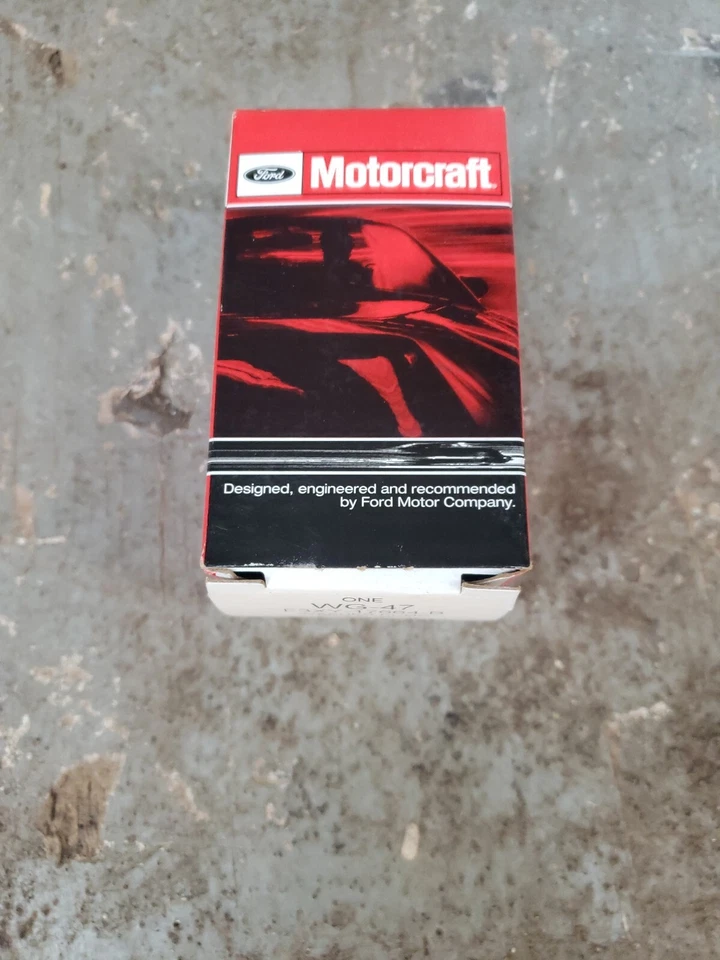 Ford
Motorcraft
Designed, engineered and recommended
by Ford Motor Company.
ONE
WG-47